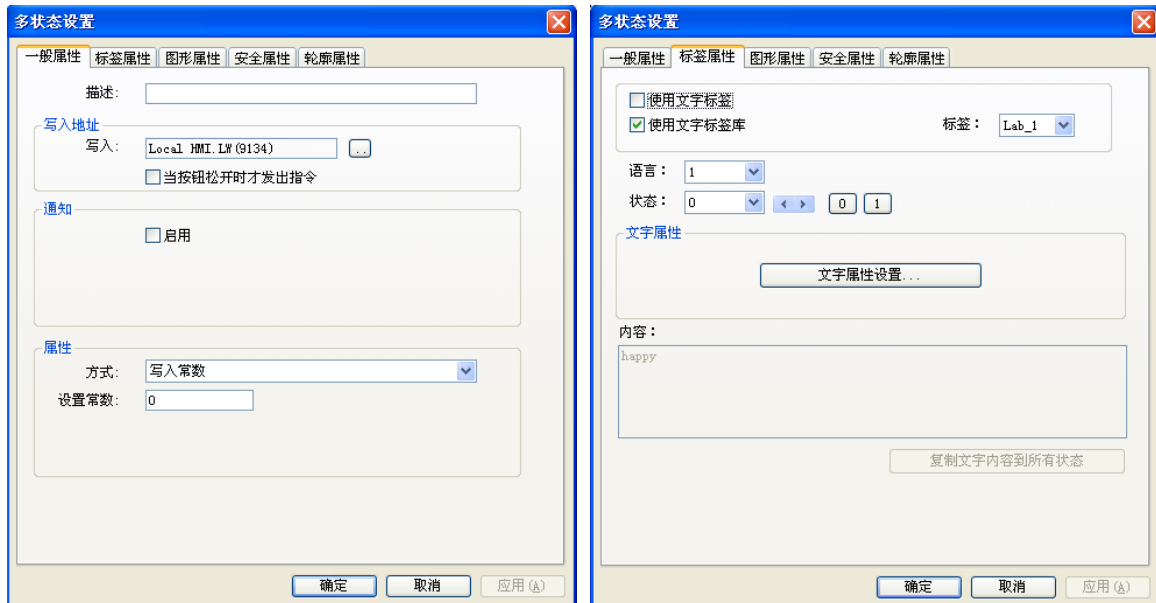 多状态设置
一般属性 标签属性 图形属性 安全属性 轮廓属性
描述:
写入地址
写入: Local HMI.LW(9134) ..
当按钮松开时才发出指令
通知
启用
属性
方式: 写入常数
设置常数: 0
确定 取消 应用(A)
多状态设置
一般属性 标签属性 图形属性 安全属性 轮廓属性
使用文字标签
使用文字标签库 标签: Lab_1
语言: 1
状态: 0 0 1
文字属性
文字属性设置...
内容:
happy
复制文字内容到所有状态
确定 取消 应用(A)